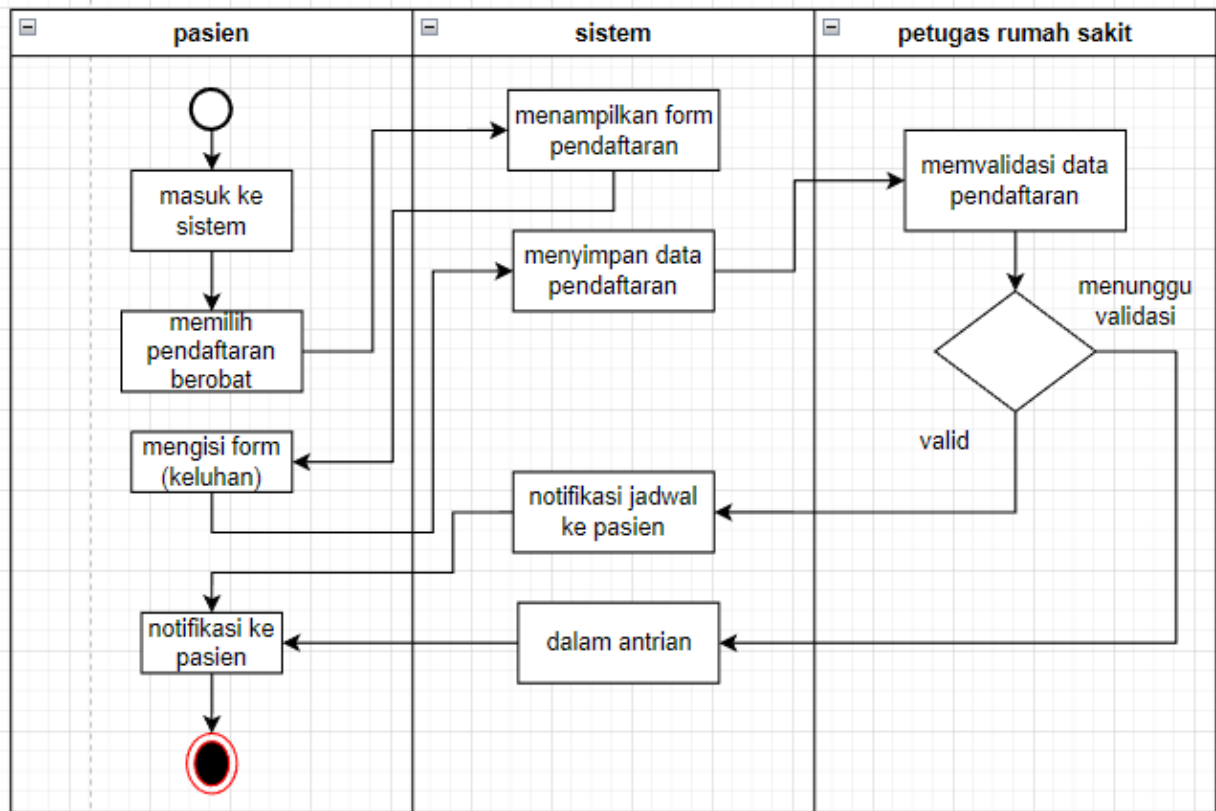 pasien
sistem
petugas rumah sakit
masuk ke
sistem
memilih
pendaftaran
berobat
mengisi form
(keluhan)
notifikasi ke
pasien
menampilkan form
pendaftaran
menyimpan data
pendaftaran
notifikasi jadwal
ke pasien
dalam antrian
memvalidasi data
pendaftaran
menunggu
validasi
valid